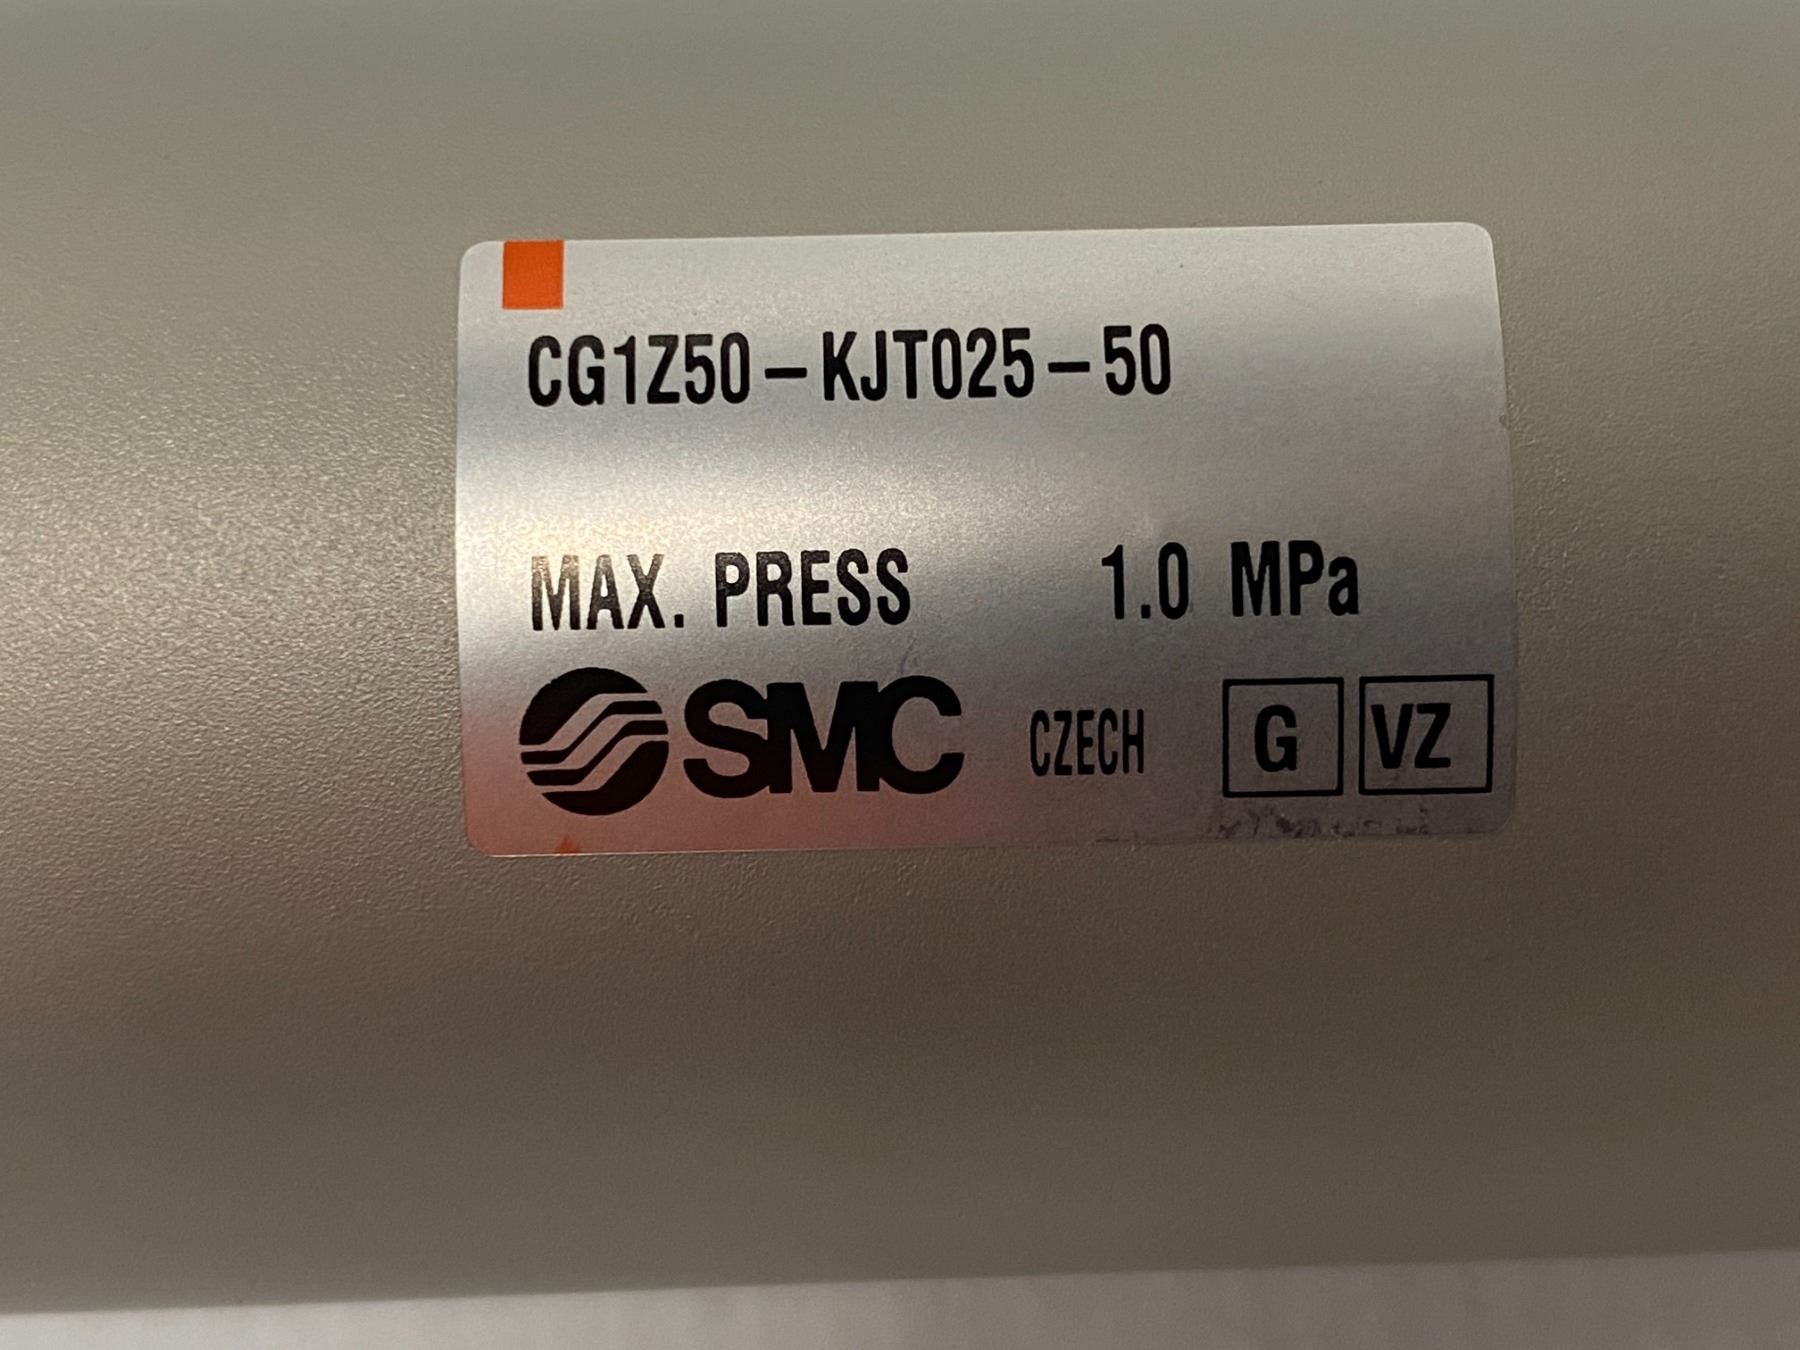 CG1Z50-KJT025-50
MAX. PRESS 1.0 MPa
SMC CZECH G VZ